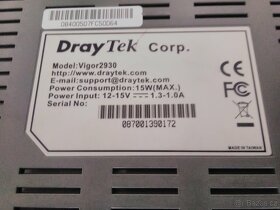 08400507FC50D64
DrayTek Corp.
Model:Vigor2930
http://www.draytek.com
E-mail:support@draytek.com
Power Consumption:15W(MAX.)
Power Input: 12-15V 1.3-1.0A
Serial No:
087001390172
MADE IN TAIWAN